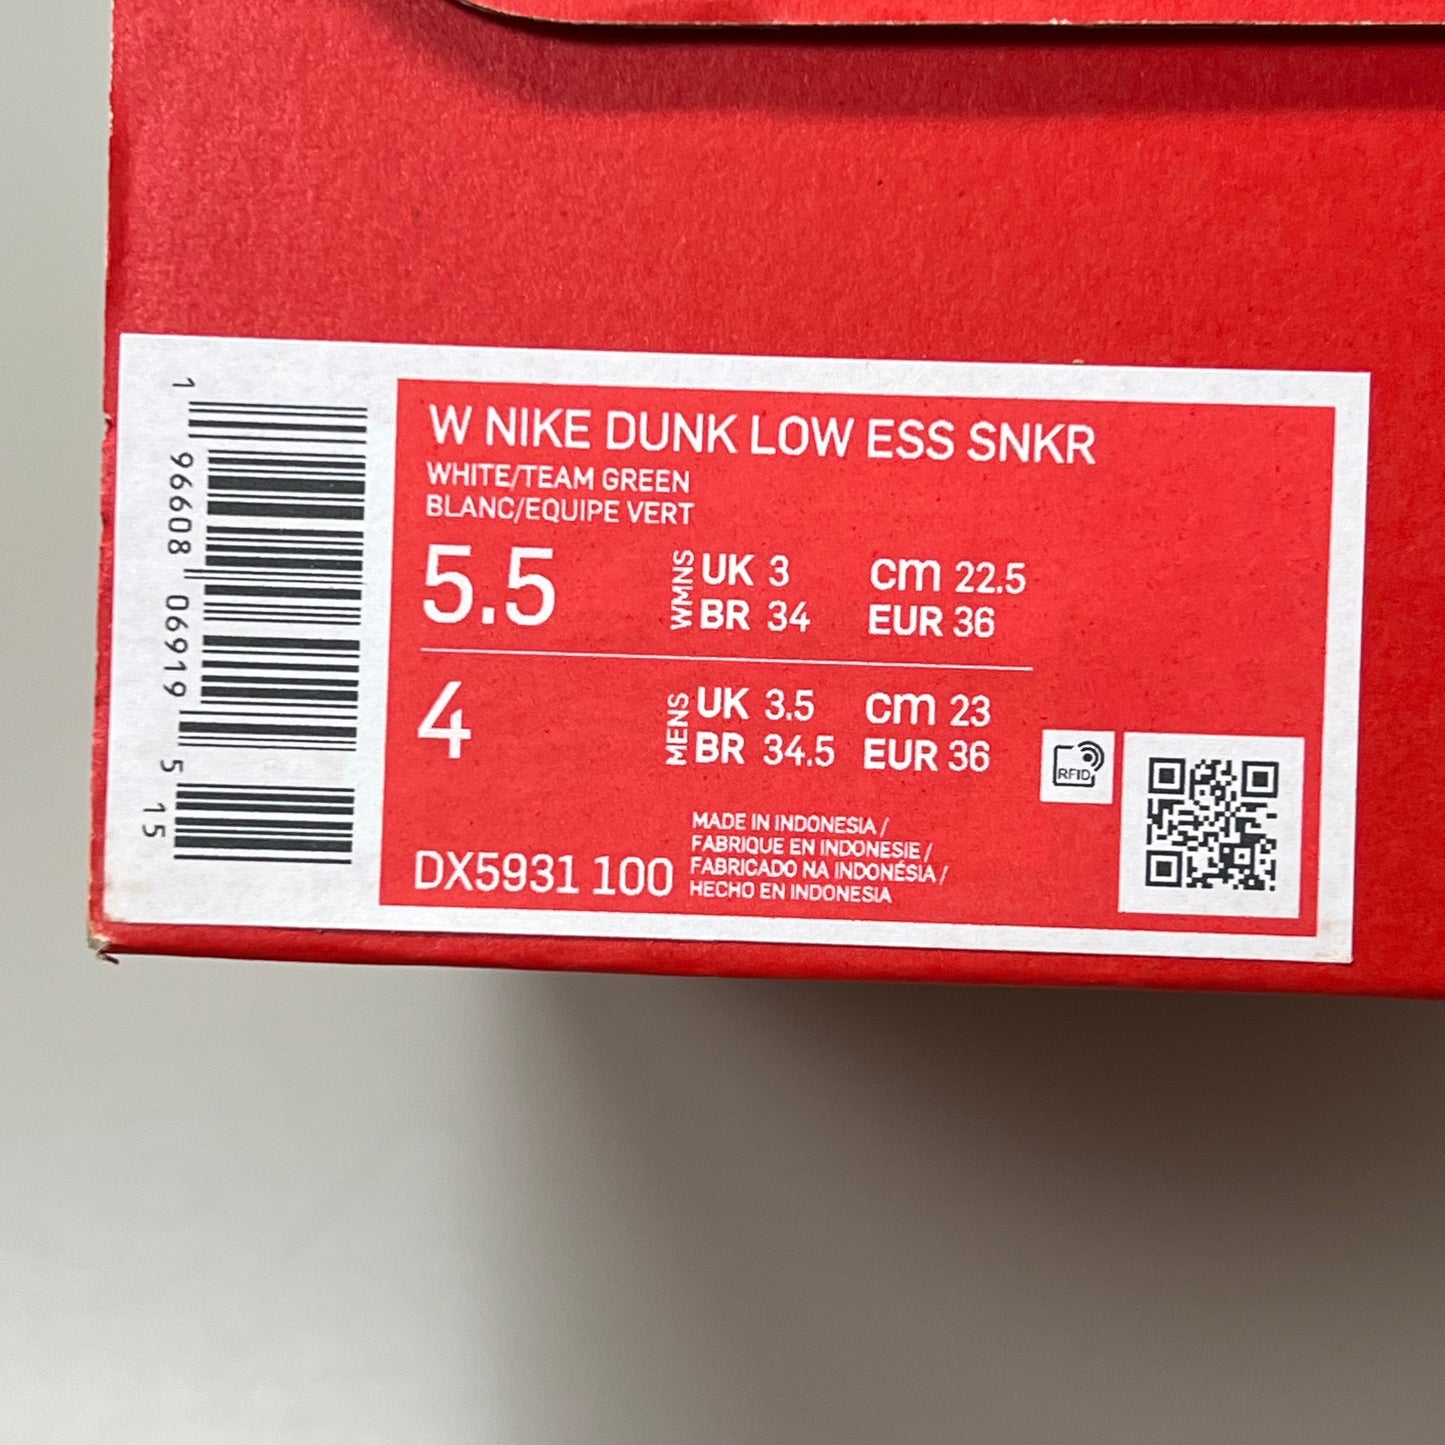 1 96608 06919 5 15
W NIKE DUNK LOW ESS SNKR
WHITE/TEAM GREEN
BLANC/EQUIPE VERT
5.5 WMNS UK 3 cm 22.5
BR 34 EUR 36
4 MENS UK 3.5 cm 23
BR 34.5 EUR 36
RFID
DX5931 100
MADE IN INDONESIA /
FABRIQUE EN INDONESIE /
FABRICADO NA INDONÉSIA /
HECHO EN INDONESIA